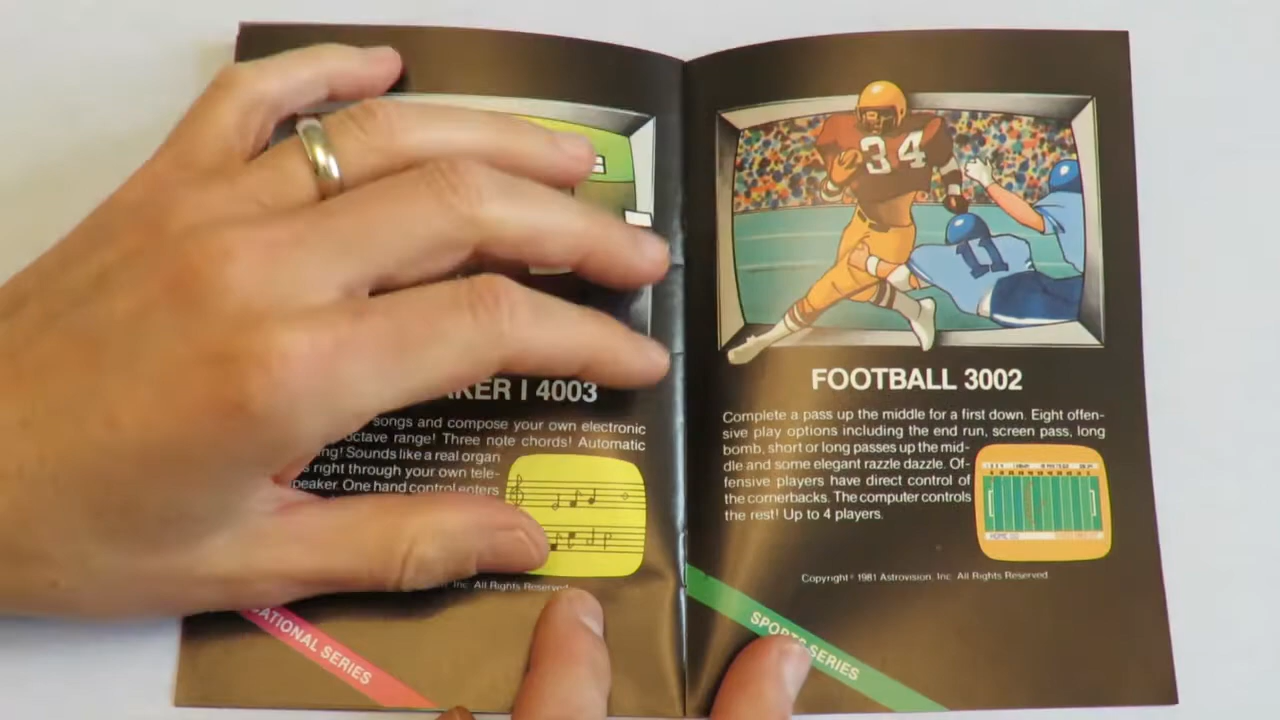 I 4003
songs and compose your own electronic
octave range! Three note chords! Automatic
Sounds like a real organ
right through your own tele-
One hand control enters
Inc. All Rights Reserved
SERIES
34
11
FOOTBALL 3002
Complete a pass up the middle for a first down. Eight offen-
sive play options including the end run, screen pass, long
bomb, short or long passes up the mid-
dle and some elegant razzle dazzle. Of-
fensive players have direct control of
the cornerbacks. The computer controls
the rest! Up to 4 players.
Copyright © 1981 Astrovision, Inc. All Rights Reserved
SPORTS SERIES